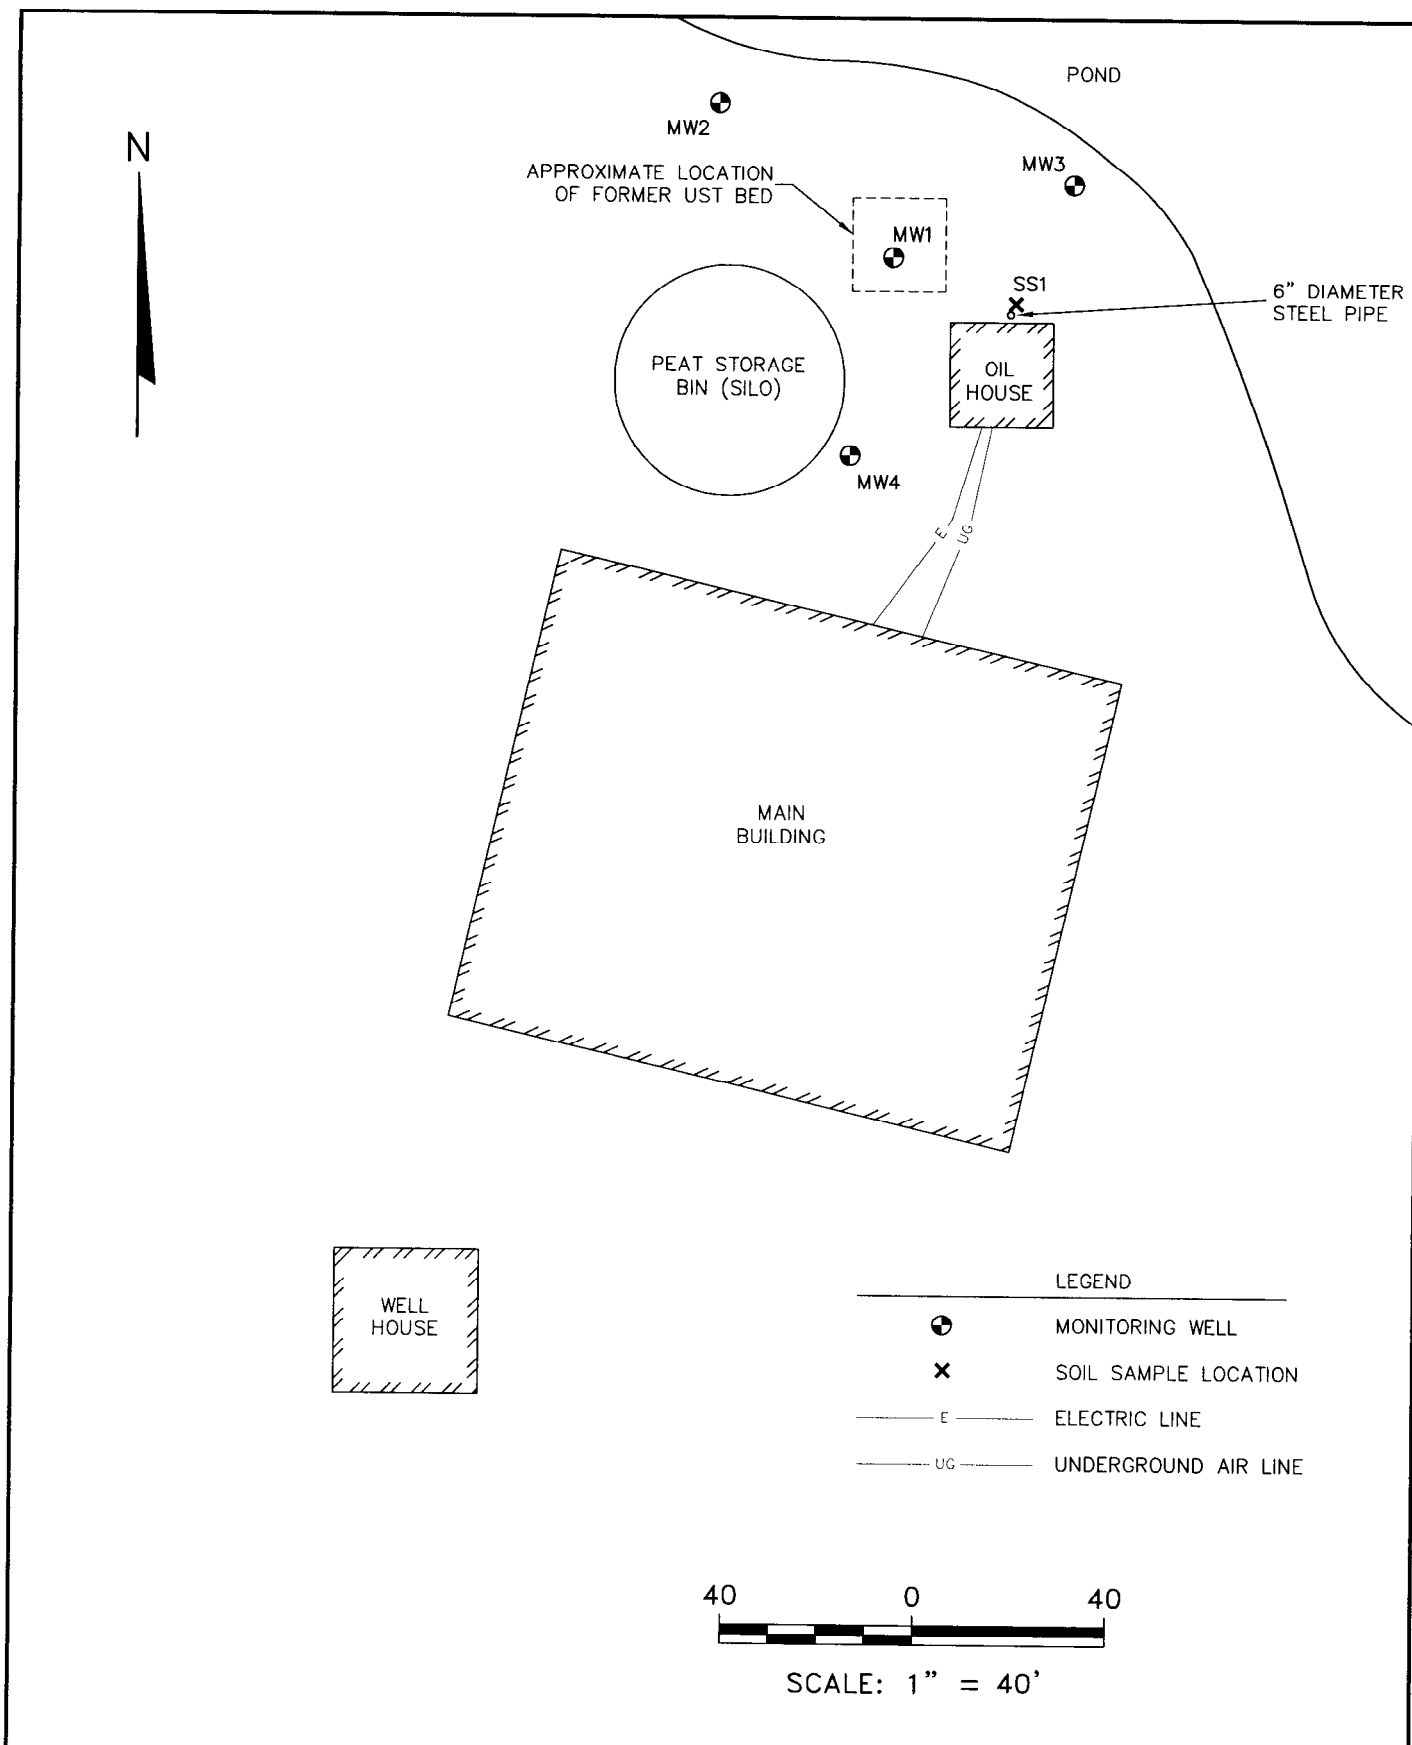 POND
MW2
N
MW3
APPROXIMATE LOCATION
OF FORMER UST BED
MW1
SS1
6" DIAMETER
STEEL PIPE
PEAT STORAGE
BIN (SILO)
OIL
HOUSE
MW4
E
UG
MAIN
BUILDING
WELL
HOUSE
LEGEND
MONITORING WELL
SOIL SAMPLE LOCATION
E
ELECTRIC LINE
UG
UNDERGROUND AIR LINE
40 0 40
SCALE: 1" = 40'